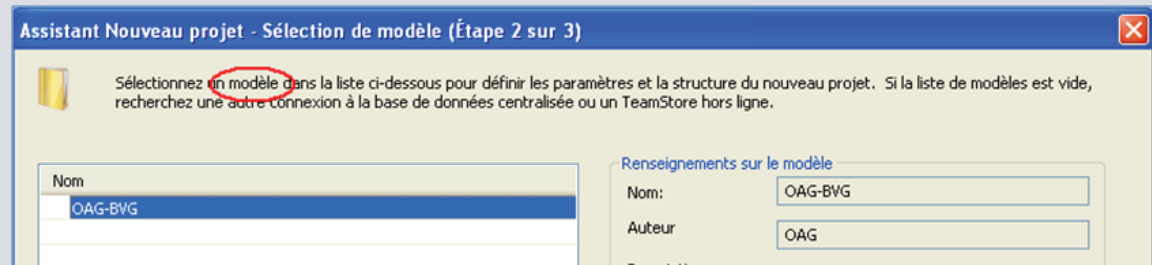 Assistant Nouveau projet - Sélection de modèle (Étape 2 sur 3)
Sélectionnez un modèle dans la liste ci-dessous pour définir les paramètres et la structure du nouveau projet. Si la liste de modèles est vide,
recherchez une autre connexion à la base de données centralisée ou un TeamStore hors ligne.
Nom
OAG-BVG
Renseignements sur le modèle
Nom: OAG-BVG
Auteur OAG